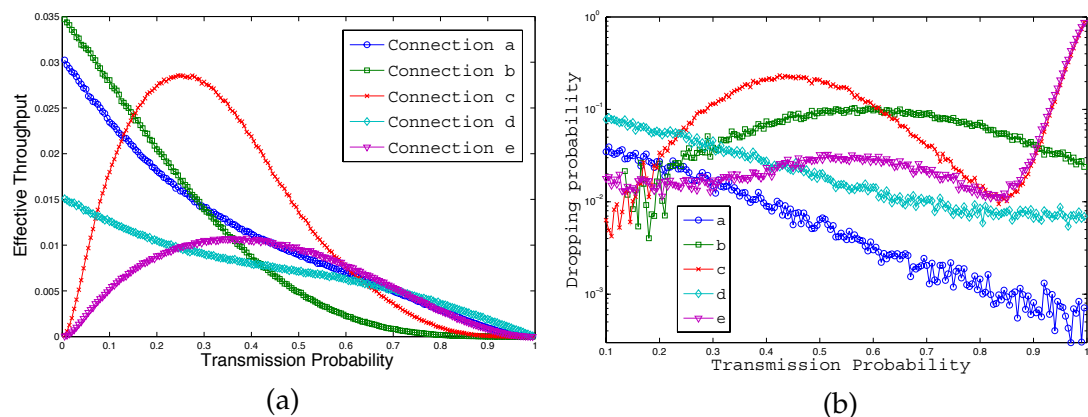 0.035
0.03
0.025
0.02
0.015
0.01
0.005
0
Effective Throughput
Connection a
Connection b
Connection c
Connection d
Connection e
0 0.1 0.2 0.3 0.4 0.5 0.6 0.7 0.8 0.9 1
Transmission Probability
(a)
10^0
10^-1
10^-2
10^-3
Dropping probability
a
b
c
d
e
0.1 0.2 0.3 0.4 0.5 0.6 0.7 0.8 0.9 1
Transmission Probability
(b)